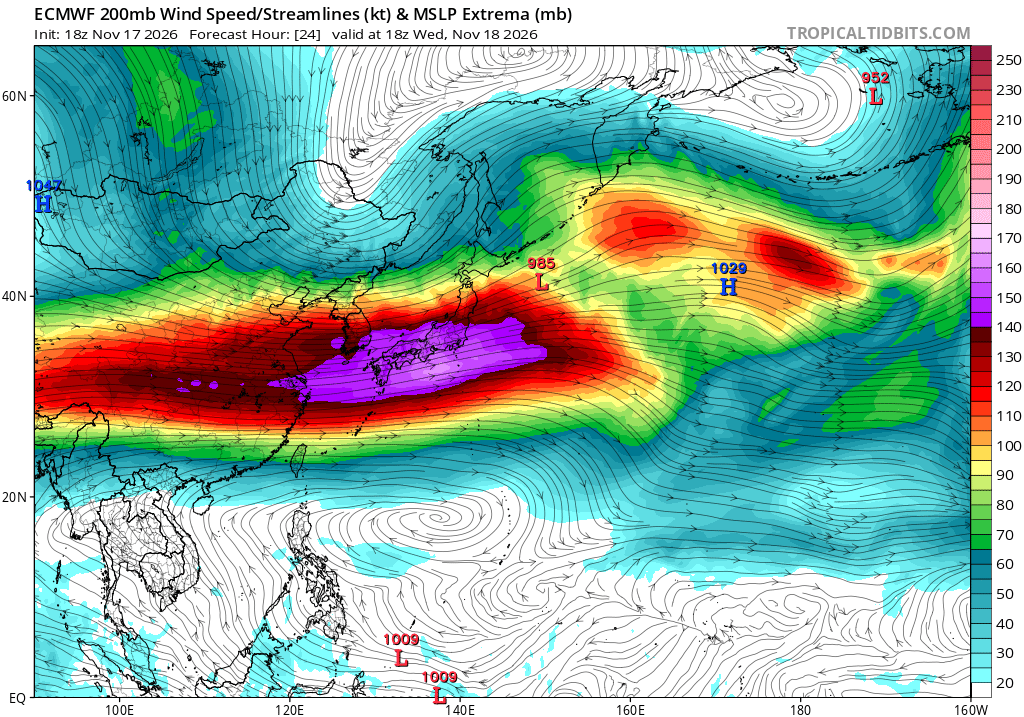 ECMWF 200mb Wind Speed/Streamlines (kt) & MSLP Extrema (mb)
Init: 18z Nov 17 2026 Forecast Hour: [24] valid at 18z Wed, Nov 18 2026
TROPICALTIDBITS.COM
952
L
60N
1047
H
985
L
1029
H
40N
20N
1009
L
1009
L
EQ
100E
120E
140E
160E
180
160W
250
230
210
200
190
180
170
160
150
140
130
120
110
100
90
80
70
60
50
40
30
20